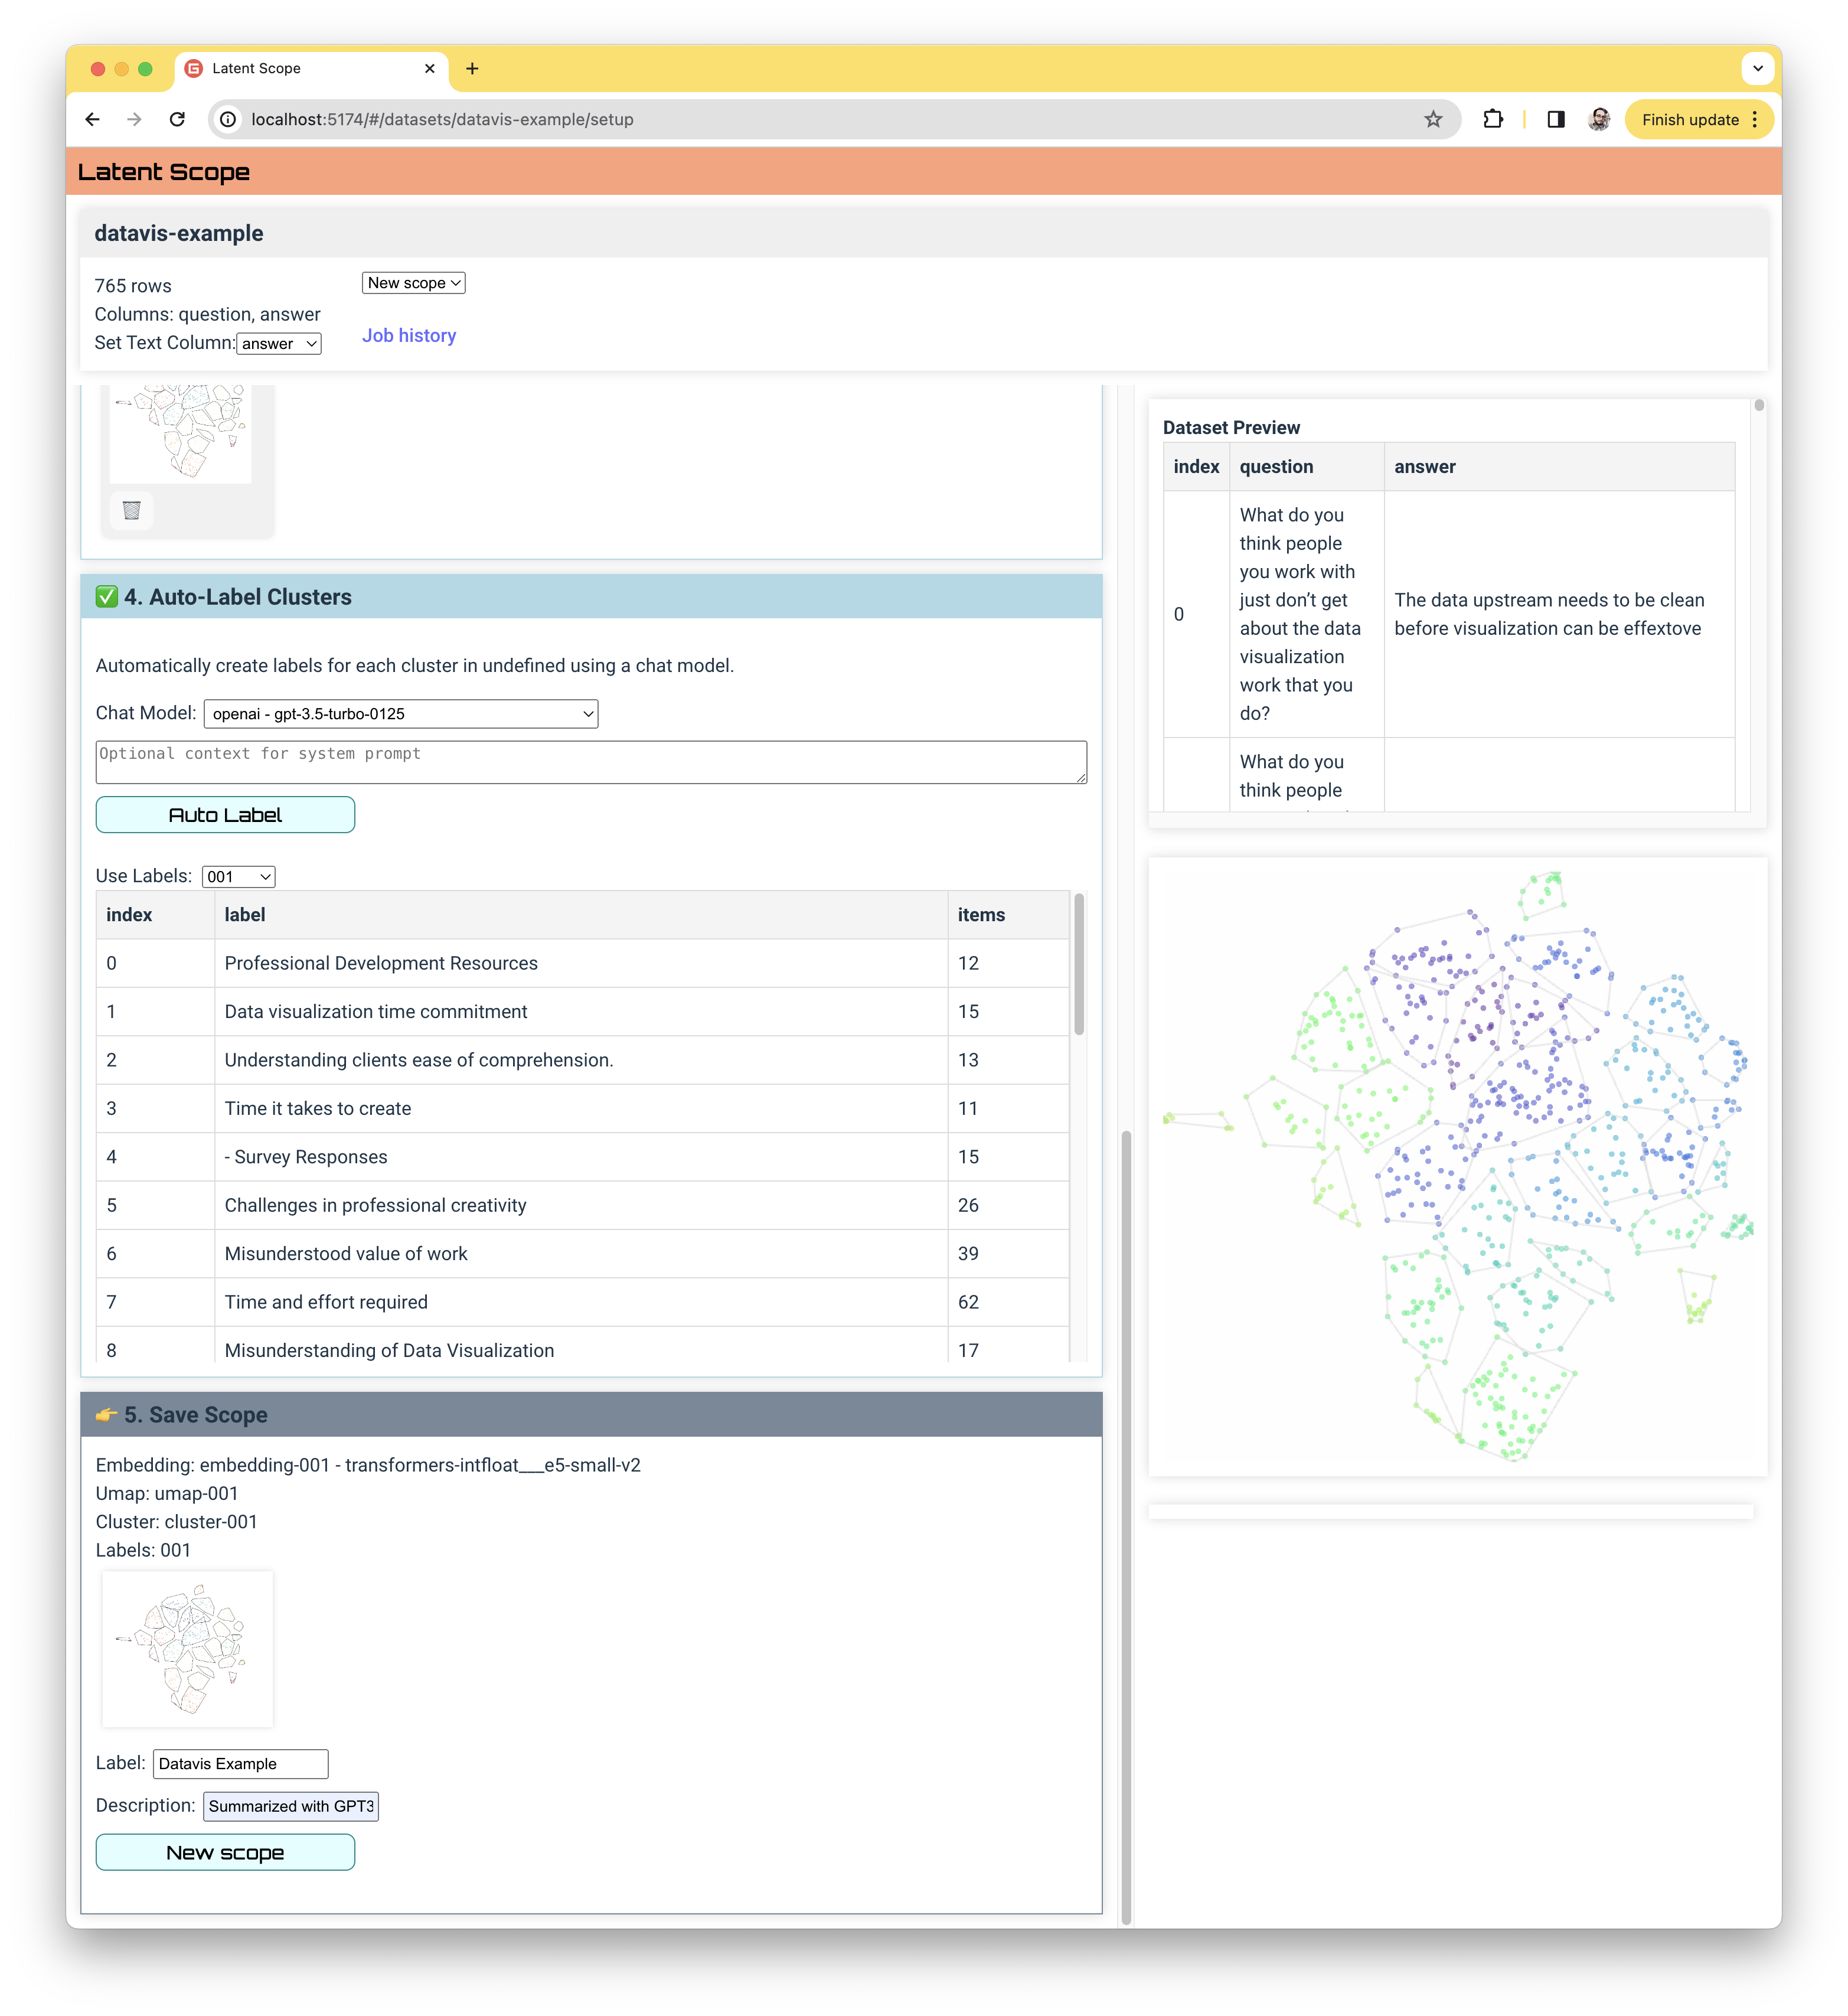 Latent Scope
localhost:5174/#/datasets/datavis-example/setup
Finish update
Latent Scope
datavis-example
765 rows
New scope
Columns: question, answer
Set Text Column: answer
Job history
4. Auto-Label Clusters
Automatically create labels for each cluster in undefined using a chat model.
Chat Model: openai - gpt-3.5-turbo-0125
Optional context for system prompt
Auto Label
Use Labels: 001
index label items
0 Professional Development Resources 12
1 Data visualization time commitment 15
2 Understanding clients ease of comprehension. 13
3 Time it takes to create 11
4 - Survey Responses 15
5 Challenges in professional creativity 26
6 Misunderstood value of work 39
7 Time and effort required 62
8 Misunderstanding of Data Visualization 17
5. Save Scope
Embedding: embedding-001 - transformers-intfloat___e5-small-v2
Umap: umap-001
Cluster: cluster-001
Labels: 001
Label: Datavis Example
Description: Summarized with GPT3
New scope
Dataset Preview
index question answer
0
What do you
think people
you work with
just don’t get
about the data
visualization
work that you
do?
The data upstream needs to be clean
before visualization can be effextove
What do you
think people